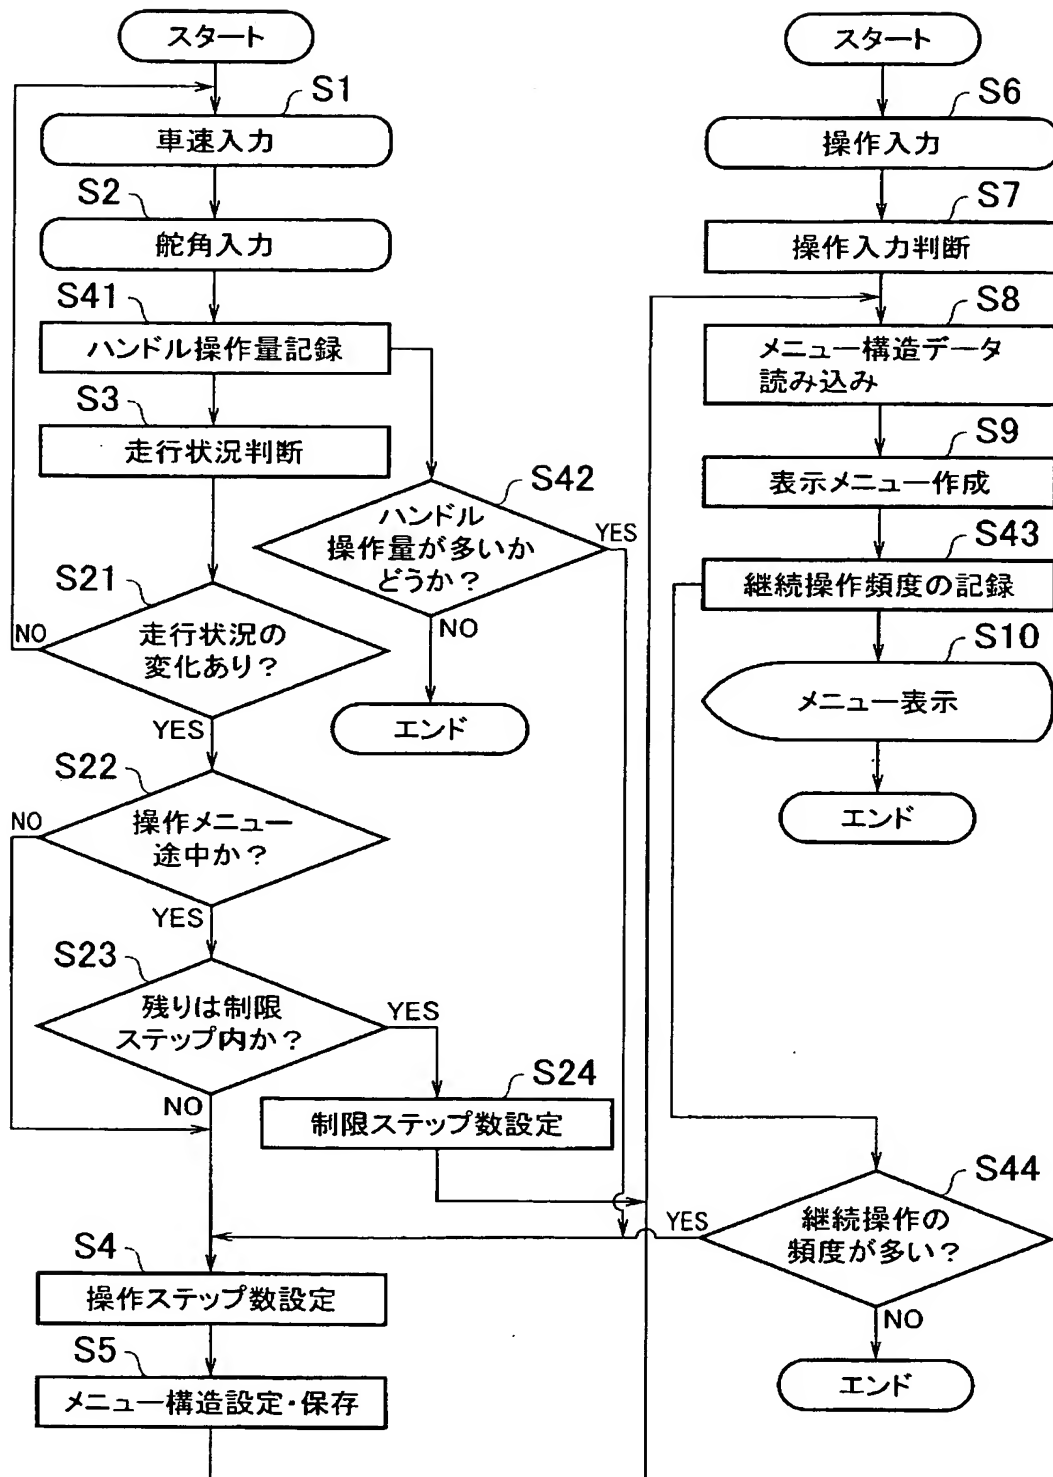 スタート
S1
車速入力
S2
舵角入力
S41
ハンドル操作量記録
S3
走行状況判断
S42
ハンドル
操作量が多いか
どうか？
YES
NO
エンド
S21
走行状況の
変化あり？
NO
YES
S22
操作メニュー
途中か？
NO
YES
S23
残りは制限
ステップ内か？
YES
NO
S24
制限ステップ数設定
S4
操作ステップ数設定
S5
メニュー構造設定・保存
スタート
S6
操作入力
S7
操作入力判断
S8
メニュー構造データ
読み込み
S9
表示メニュー作成
S43
継続操作頻度の記録
S10
メニュー表示
エンド
S44
継続操作の
頻度が多い？
YES
NO
エンド